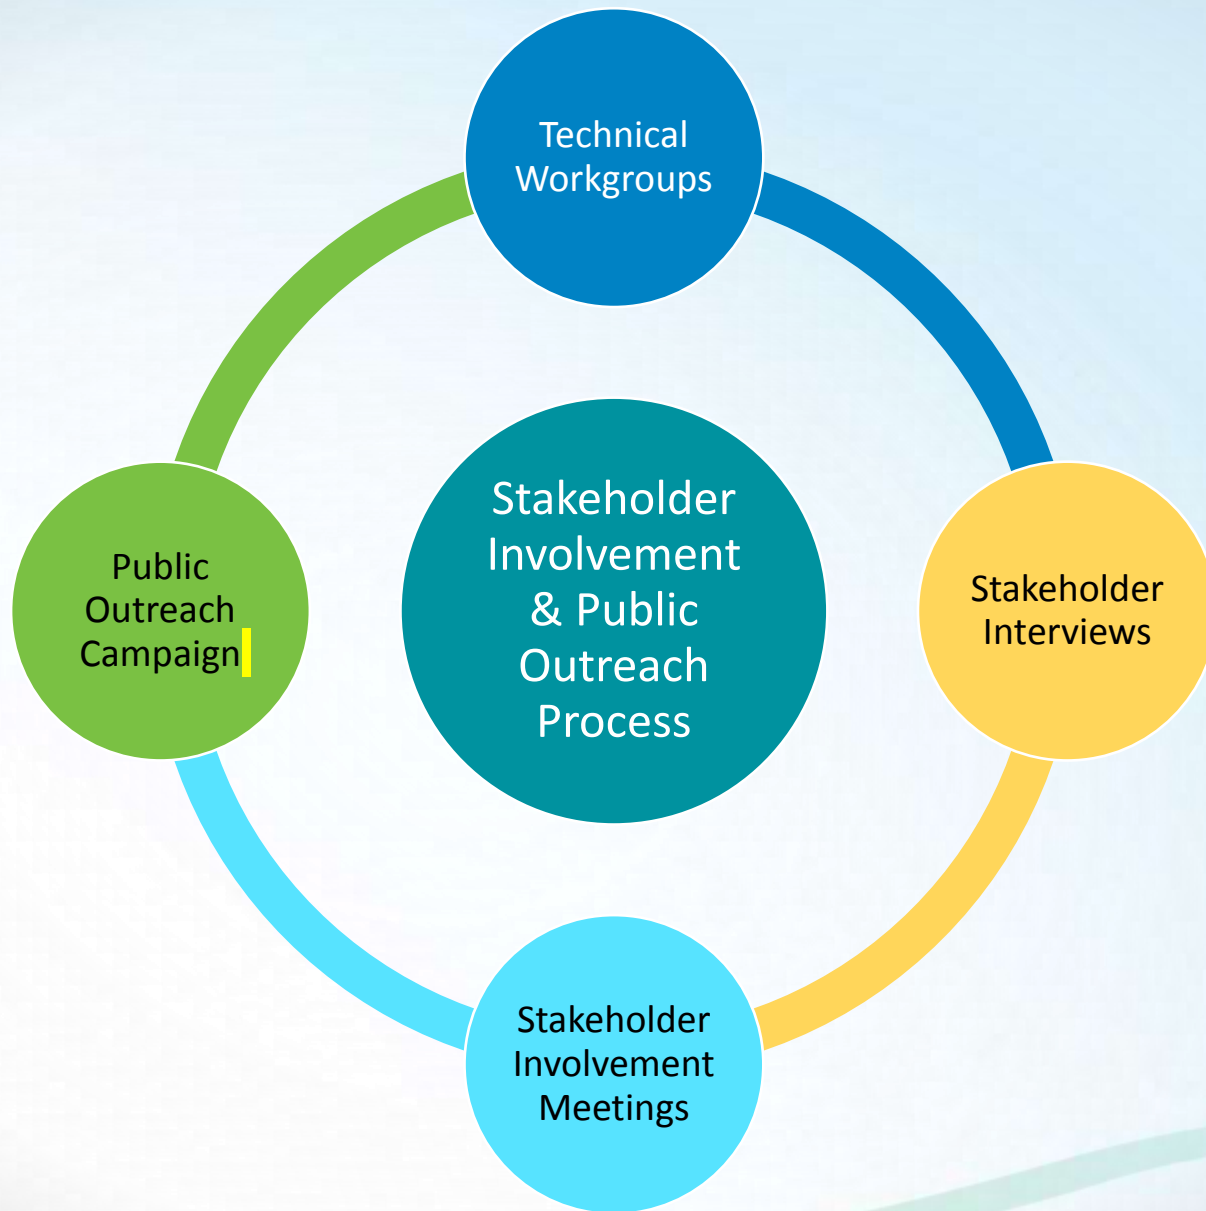 Technical
Workgroups
Stakeholder
Involvement
& Public
Outreach
Process
Public
Outreach
Campaign
Stakeholder
Interviews
Stakeholder
Involvement
Meetings